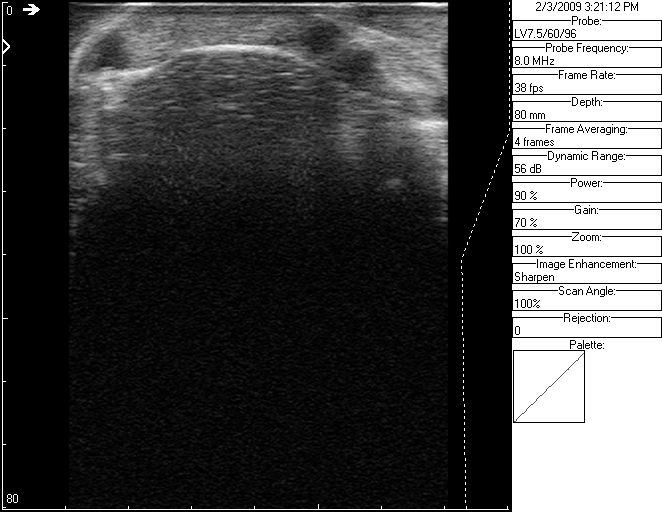 0
2/3/2009 3:21:12 PM
Probe:
LV7.5/60/96
Probe Frequency:
8.0 MHz
Frame Rate:
38 fps
Depth:
80 mm
Frame Averaging:
4 frames
Dynamic Range:
56 dB
Power:
90 %
Gain:
70 %
Zoom:
100 %
Image Enhancement:
Sharpen
Scan Angle:
100%
Rejection:
0
Palette:
80